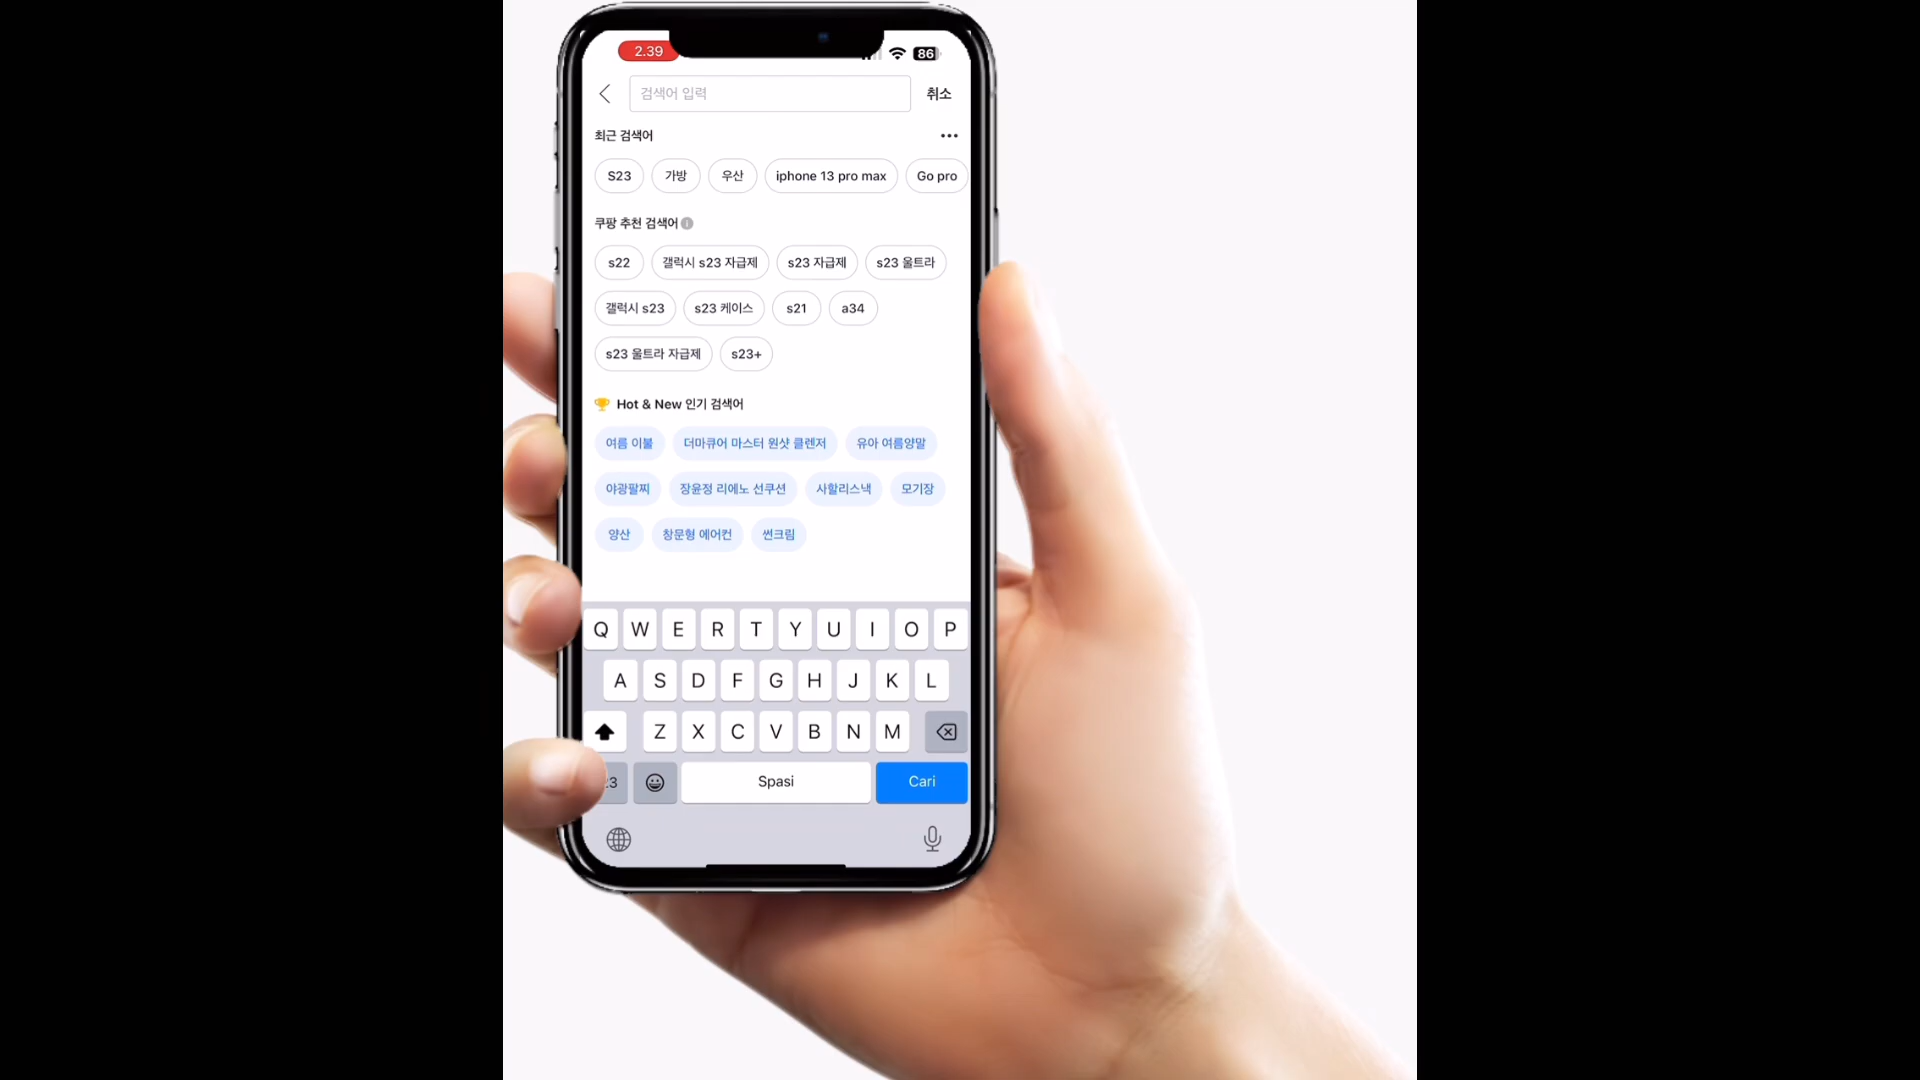 2.39
86
검색어 입력
취소
최근 검색어
S23
가방
우산
iphone 13 pro max
Go pro
쿠팡 추천 검색어
s22
갤럭시 s23 자급제
s23 자급제
s23 울트라
갤럭시 s23
s23 케이스
s21
a34
s23 울트라 자급제
s23+
Hot & New 인기 검색어
여름 이불
더마큐어 마스터 원샷 클렌저
유아 여름양말
야광팔찌
장윤정 리에노 선쿠션
사할리스낵
모기장
양산
창문형 에어컨
썬크림
Q W E R T Y U I O P
A S D F G H J K L
Z X C V B N M
23
Spasi
Cari